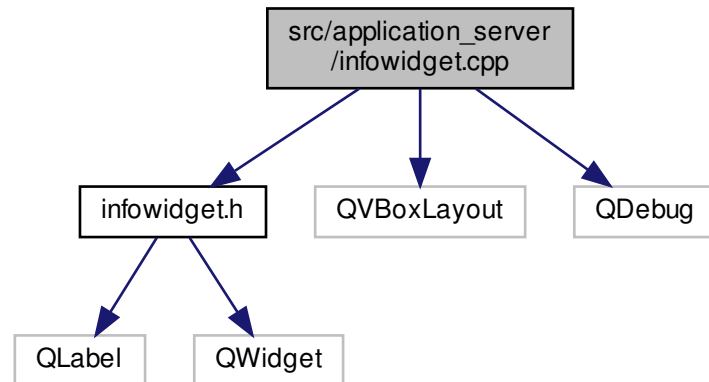 src/application_server
/infowidget.cpp
infowidget.h
QVBoxLayout
QDebug
QLabel
QWidget